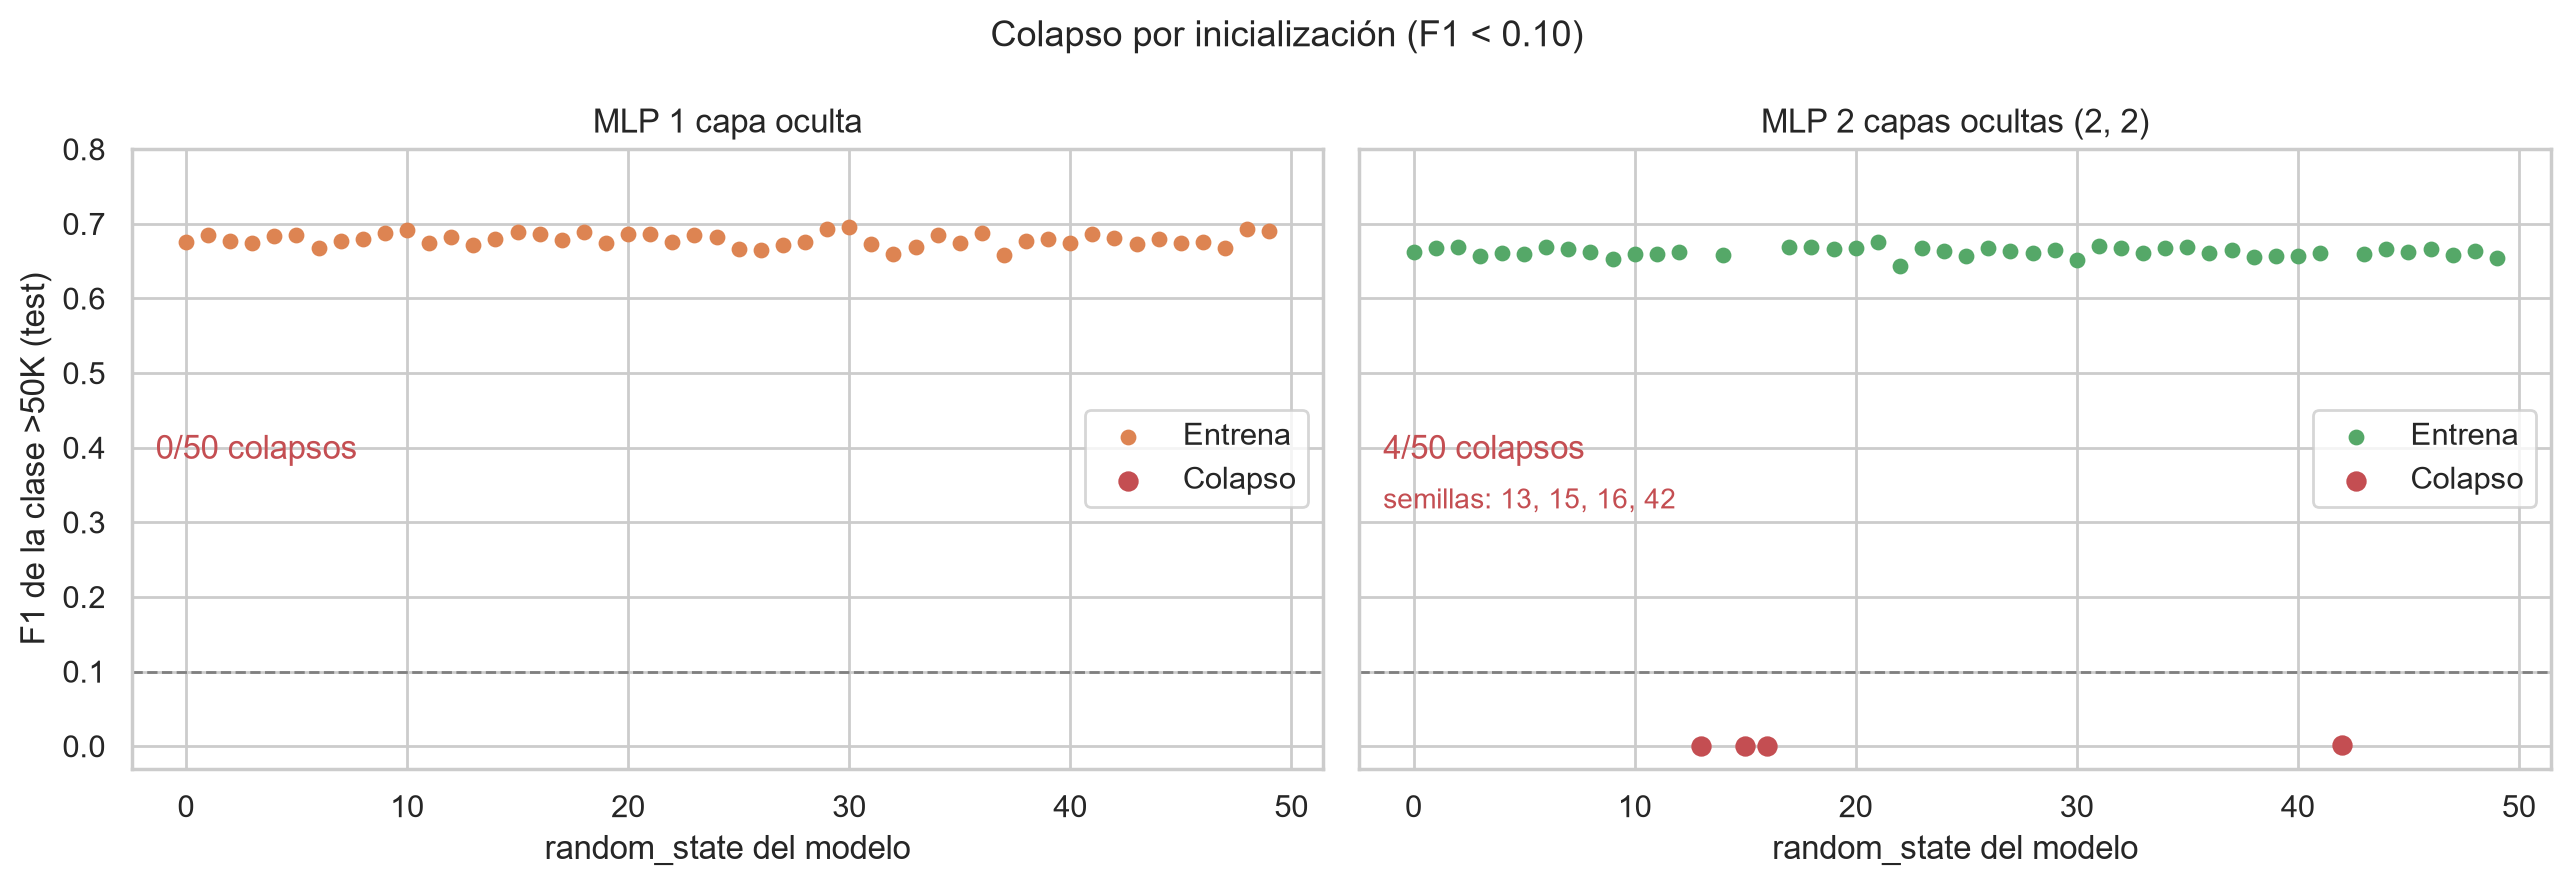 Colapso por inicialización (F1 < 0.10)
MLP 1 capa oculta
F1 de la clase >50K (test)
0.8
0.7
0.6
0.5
0.4
0.3
0.2
0.1
0.0
0/50 colapsos
Entrena
Colapso
0 10 20 30 40 50
random_state del modelo
MLP 2 capas ocultas (2, 2)
4/50 colapsos
semillas: 13, 15, 16, 42
Entrena
Colapso
0 10 20 30 40 50
random_state del modelo